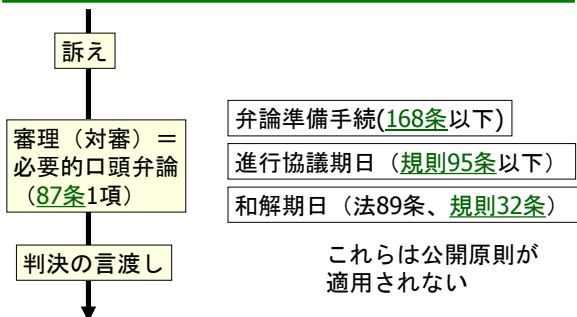 訴え
審理（対審）＝
必要的口頭弁論
（87条1項）
判決の言渡し
弁論準備手続(168条以下)
進行協議期日（規則95条以下）
和解期日（法89条、規則32条）
これらは公開原則が
適用されない